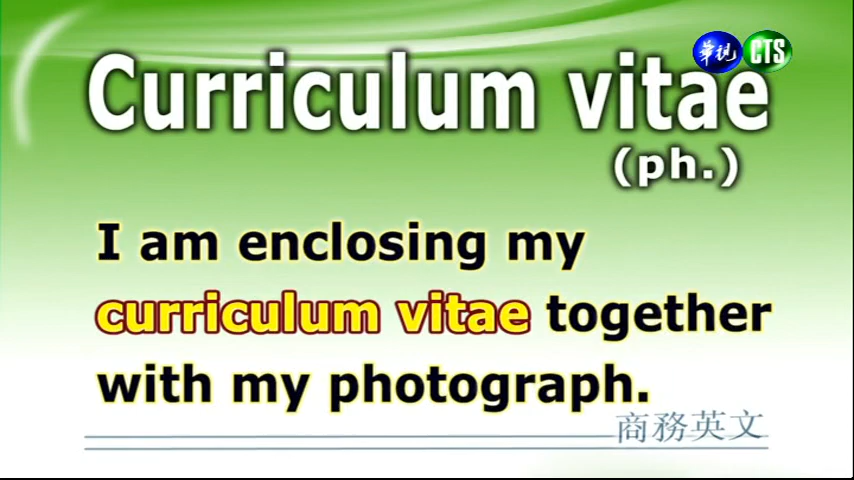 華視 CTS
Curriculum vitae
(ph.)
I am enclosing my
curriculum vitae together
with my photograph.
商務英文